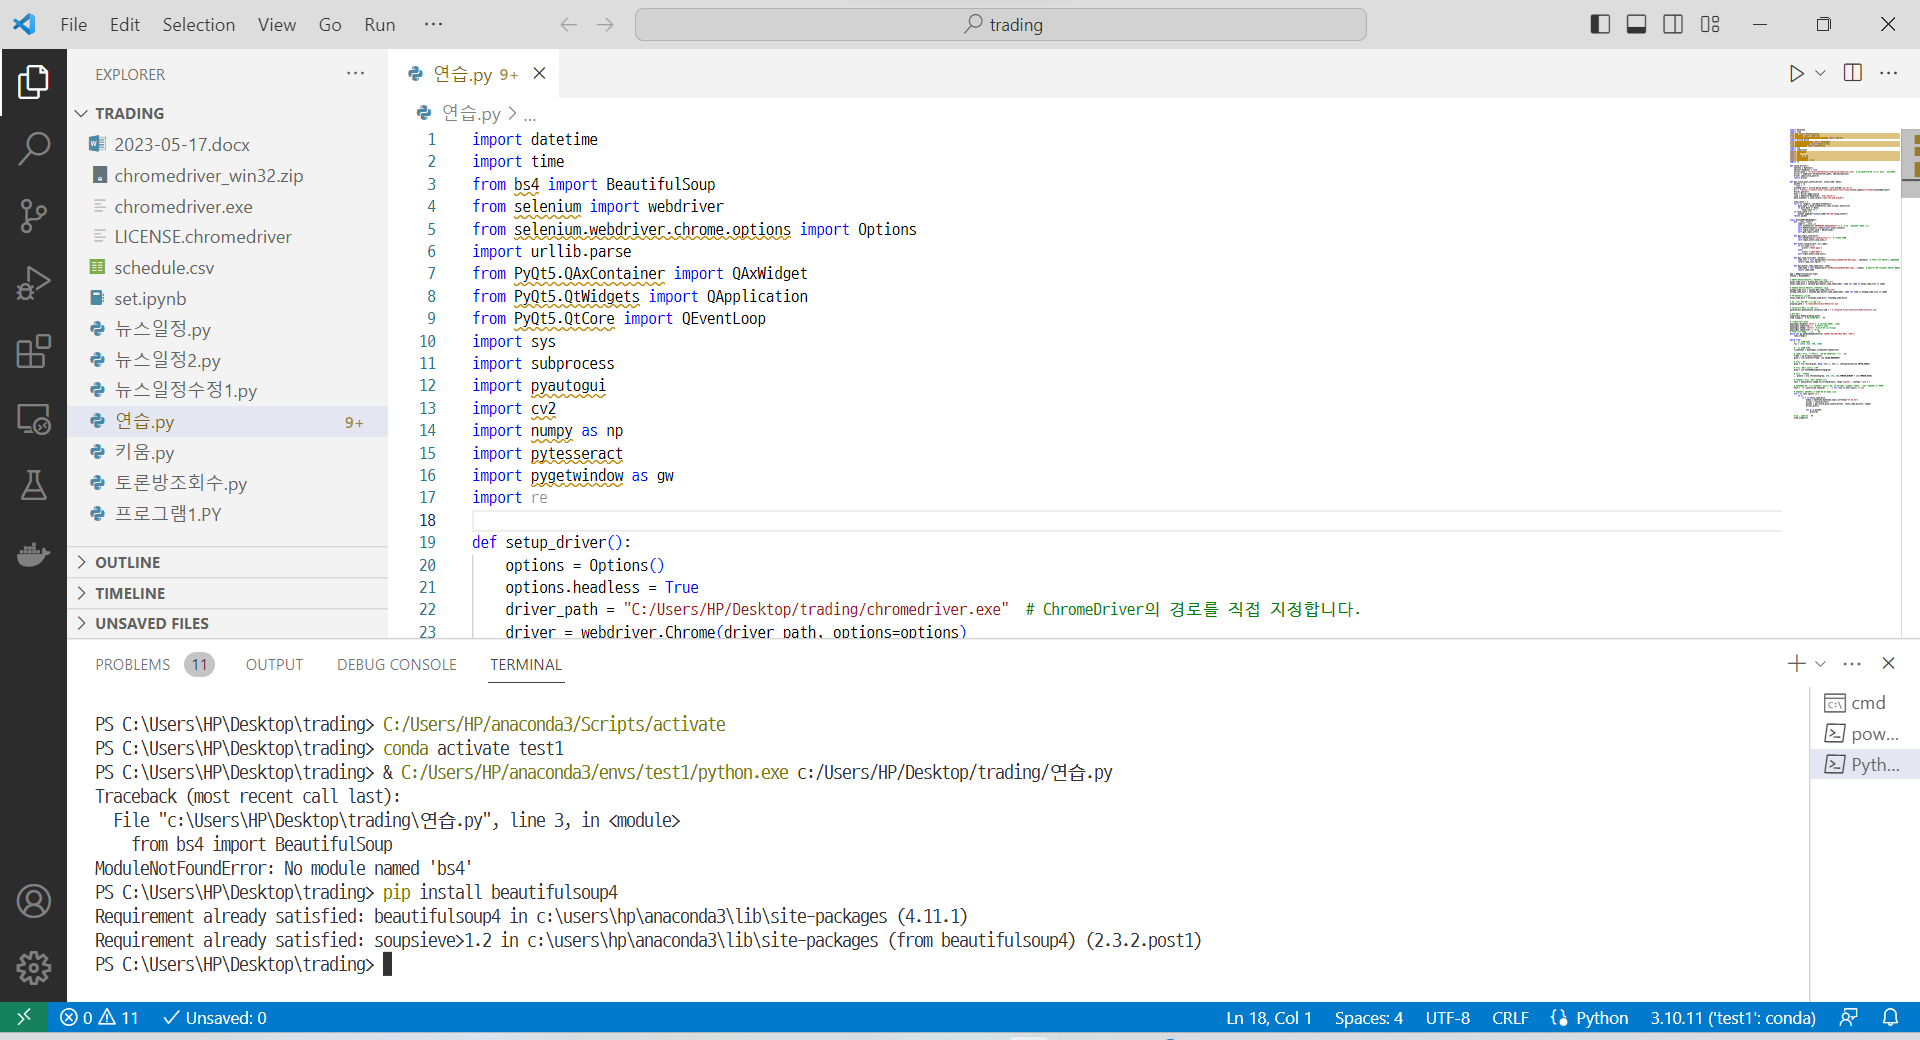 File Edit Selection View Go Run ···
trading
EXPLORER ···
TRADING
2023-05-17.docx
chromedriver_win32.zip
chromedriver.exe
LICENSE.chromedriver
schedule.csv
set.ipynb
뉴스일정.py
뉴스일정2.py
뉴스일정수정1.py
연습.py 9+
키움.py
토론방조회수.py
프로그램1.PY
OUTLINE
TIMELINE
UNSAVED FILES
연습.py 9+
연습.py > ...
1 import datetime
2 import time
3 from bs4 import BeautifulSoup
4 from selenium import webdriver
5 from selenium.webdriver.chrome.options import Options
6 import urllib.parse
7 from PyQt5.QAxContainer import QAxWidget
8 from PyQt5.QtWidgets import QApplication
9 from PyQt5.QtCore import QEventLoop
10 import sys
11 import subprocess
12 import pyautogui
13 import cv2
14 import numpy as np
15 import pytesseract
16 import pygetwindow as gw
17 import re
18
19 def setup_driver():
20 options = Options()
21 options.headless = True
22 driver_path = "C:/Users/HP/Desktop/trading/chromedriver.exe" # ChromeDriver의 경로를 직접 지정합니다.
23 driver = webdriver.Chrome(driver_path, options=options)
PROBLEMS 11 OUTPUT DEBUG CONSOLE TERMINAL
PS C:\Users\HP\Desktop\trading> C:/Users/HP/anaconda3/Scripts/activate
PS C:\Users\HP\Desktop\trading> conda activate test1
PS C:\Users\HP\Desktop\trading> & C:/Users/HP/anaconda3/envs/test1/python.exe c:/Users/HP/Desktop/trading/연습.py
Traceback (most recent call last):
File "c:\Users\HP\Desktop\trading\연습.py", line 3, in <module>
from bs4 import BeautifulSoup
ModuleNotFoundError: No module named 'bs4'
PS C:\Users\HP\Desktop\trading> pip install beautifulsoup4
Requirement already satisfied: beautifulsoup4 in c:\users\hp\anaconda3\lib\site-packages (4.11.1)
Requirement already satisfied: soupsieve>1.2 in c:\users\hp\anaconda3\lib\site-packages (from beautifulsoup4) (2.3.2.post1)
PS C:\Users\HP\Desktop\trading>
cmd
pow...
Pyth...
0 11 Unsaved: 0 Ln 18, Col 1 Spaces: 4 UTF-8 CRLF Python 3.10.11 ('test1': conda)